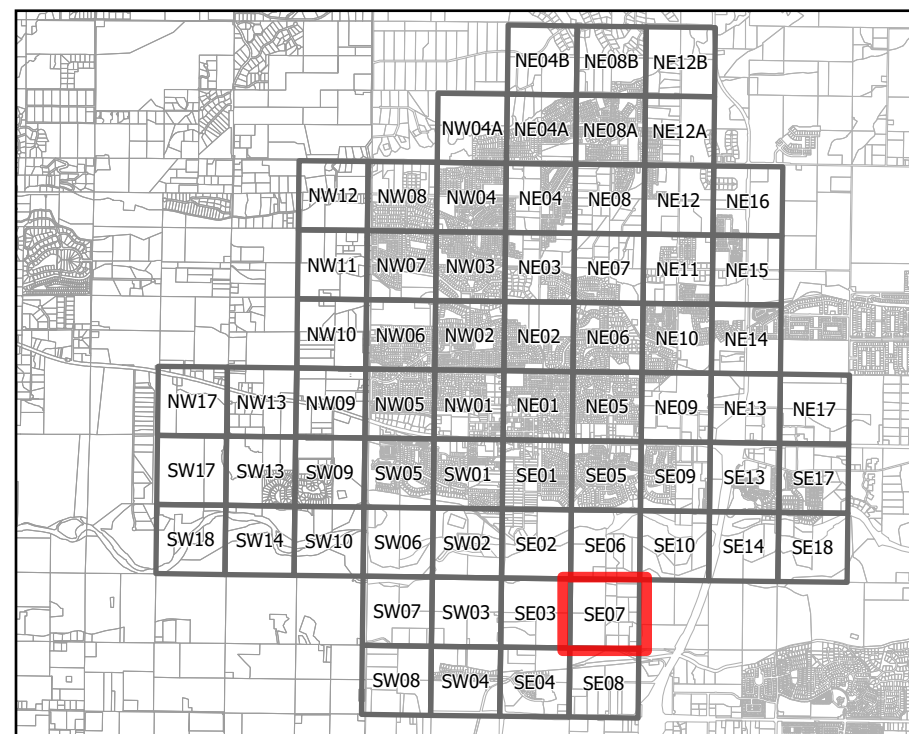 NE04B NE08B NE12B
NW04A NE04A NE08A NE12A
NW12 NW08 NW04 NE04 NE08 NE12 NE16
NW11 NW07 NW03 NE03 NE07 NE11 NE15
NW10 NW06 NW02 NE02 NE06 NE10 NE14
NW17 NW13 NW09 NW05 NW01 NE01 NE05 NE09 NE13 NE17
SW17 SW13 SW09 SW05 SW01 SE01 SE05 SE09 SE13 SE17
SW18 SW14 SW10 SW06 SW02 SE02 SE06 SE10 SE14 SE18
SW07 SW03 SE03 SE07
SW08 SW04 SE04 SE08